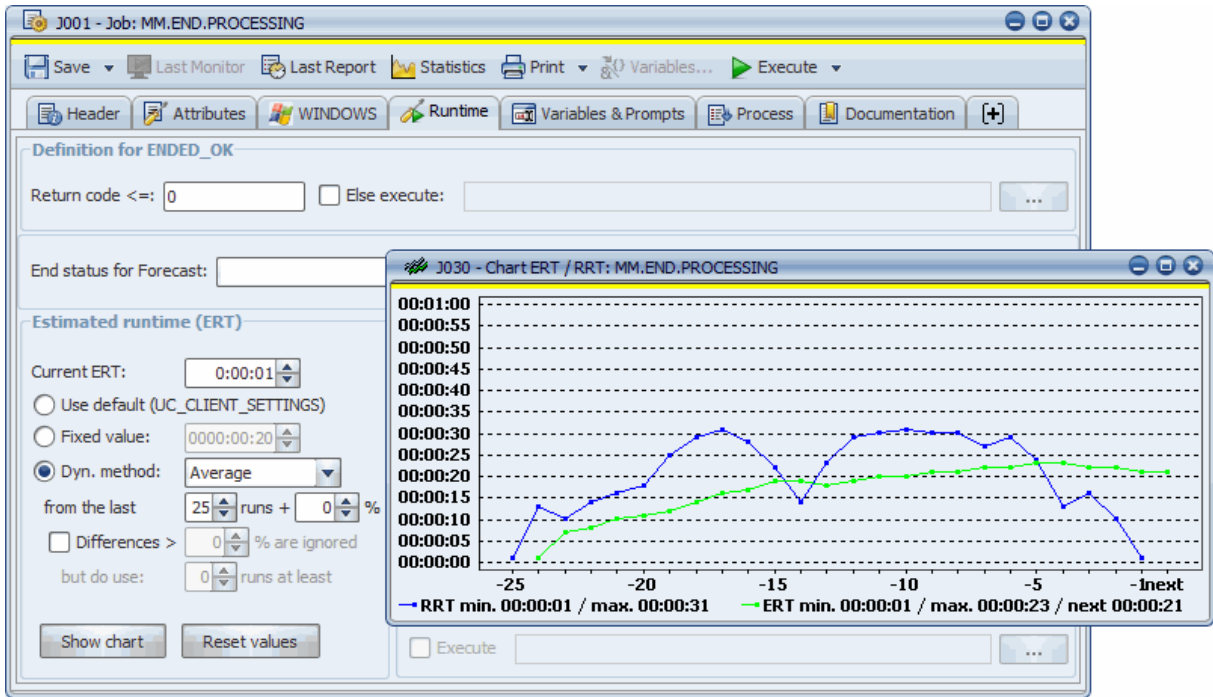 J001 - Job: MM.END.PROCESSING
Save Last Monitor Last Report Statistics Print Variables... Execute
Header Attributes WINDOWS Runtime Variables & Prompts Process Documentation [+]
Definition for ENDED_OK
Return code <=: 0 Else execute: ...
End status for Forecast:
J030 - Chart ERT / RRT: MM.END.PROCESSING
00:01:00
00:00:55
00:00:50
00:00:45
00:00:40
00:00:35
00:00:30
00:00:25
00:00:20
00:00:15
00:00:10
00:00:05
00:00:00
-25 -20 -15 -10 -5 -1next
RRT min. 00:00:01 / max. 00:00:31 ERT min. 00:00:01 / max. 00:00:23 / next 00:00:21
Estimated runtime (ERT)
Current ERT: 0:00:01
Use default (UC_CLIENT_SETTINGS)
Fixed value: 0000:00:20
Dyn. method: Average
from the last 25 runs + 0 %
Differences > 0 % are ignored
but do use: 0 runs at least
Show chart Reset values
Execute ...